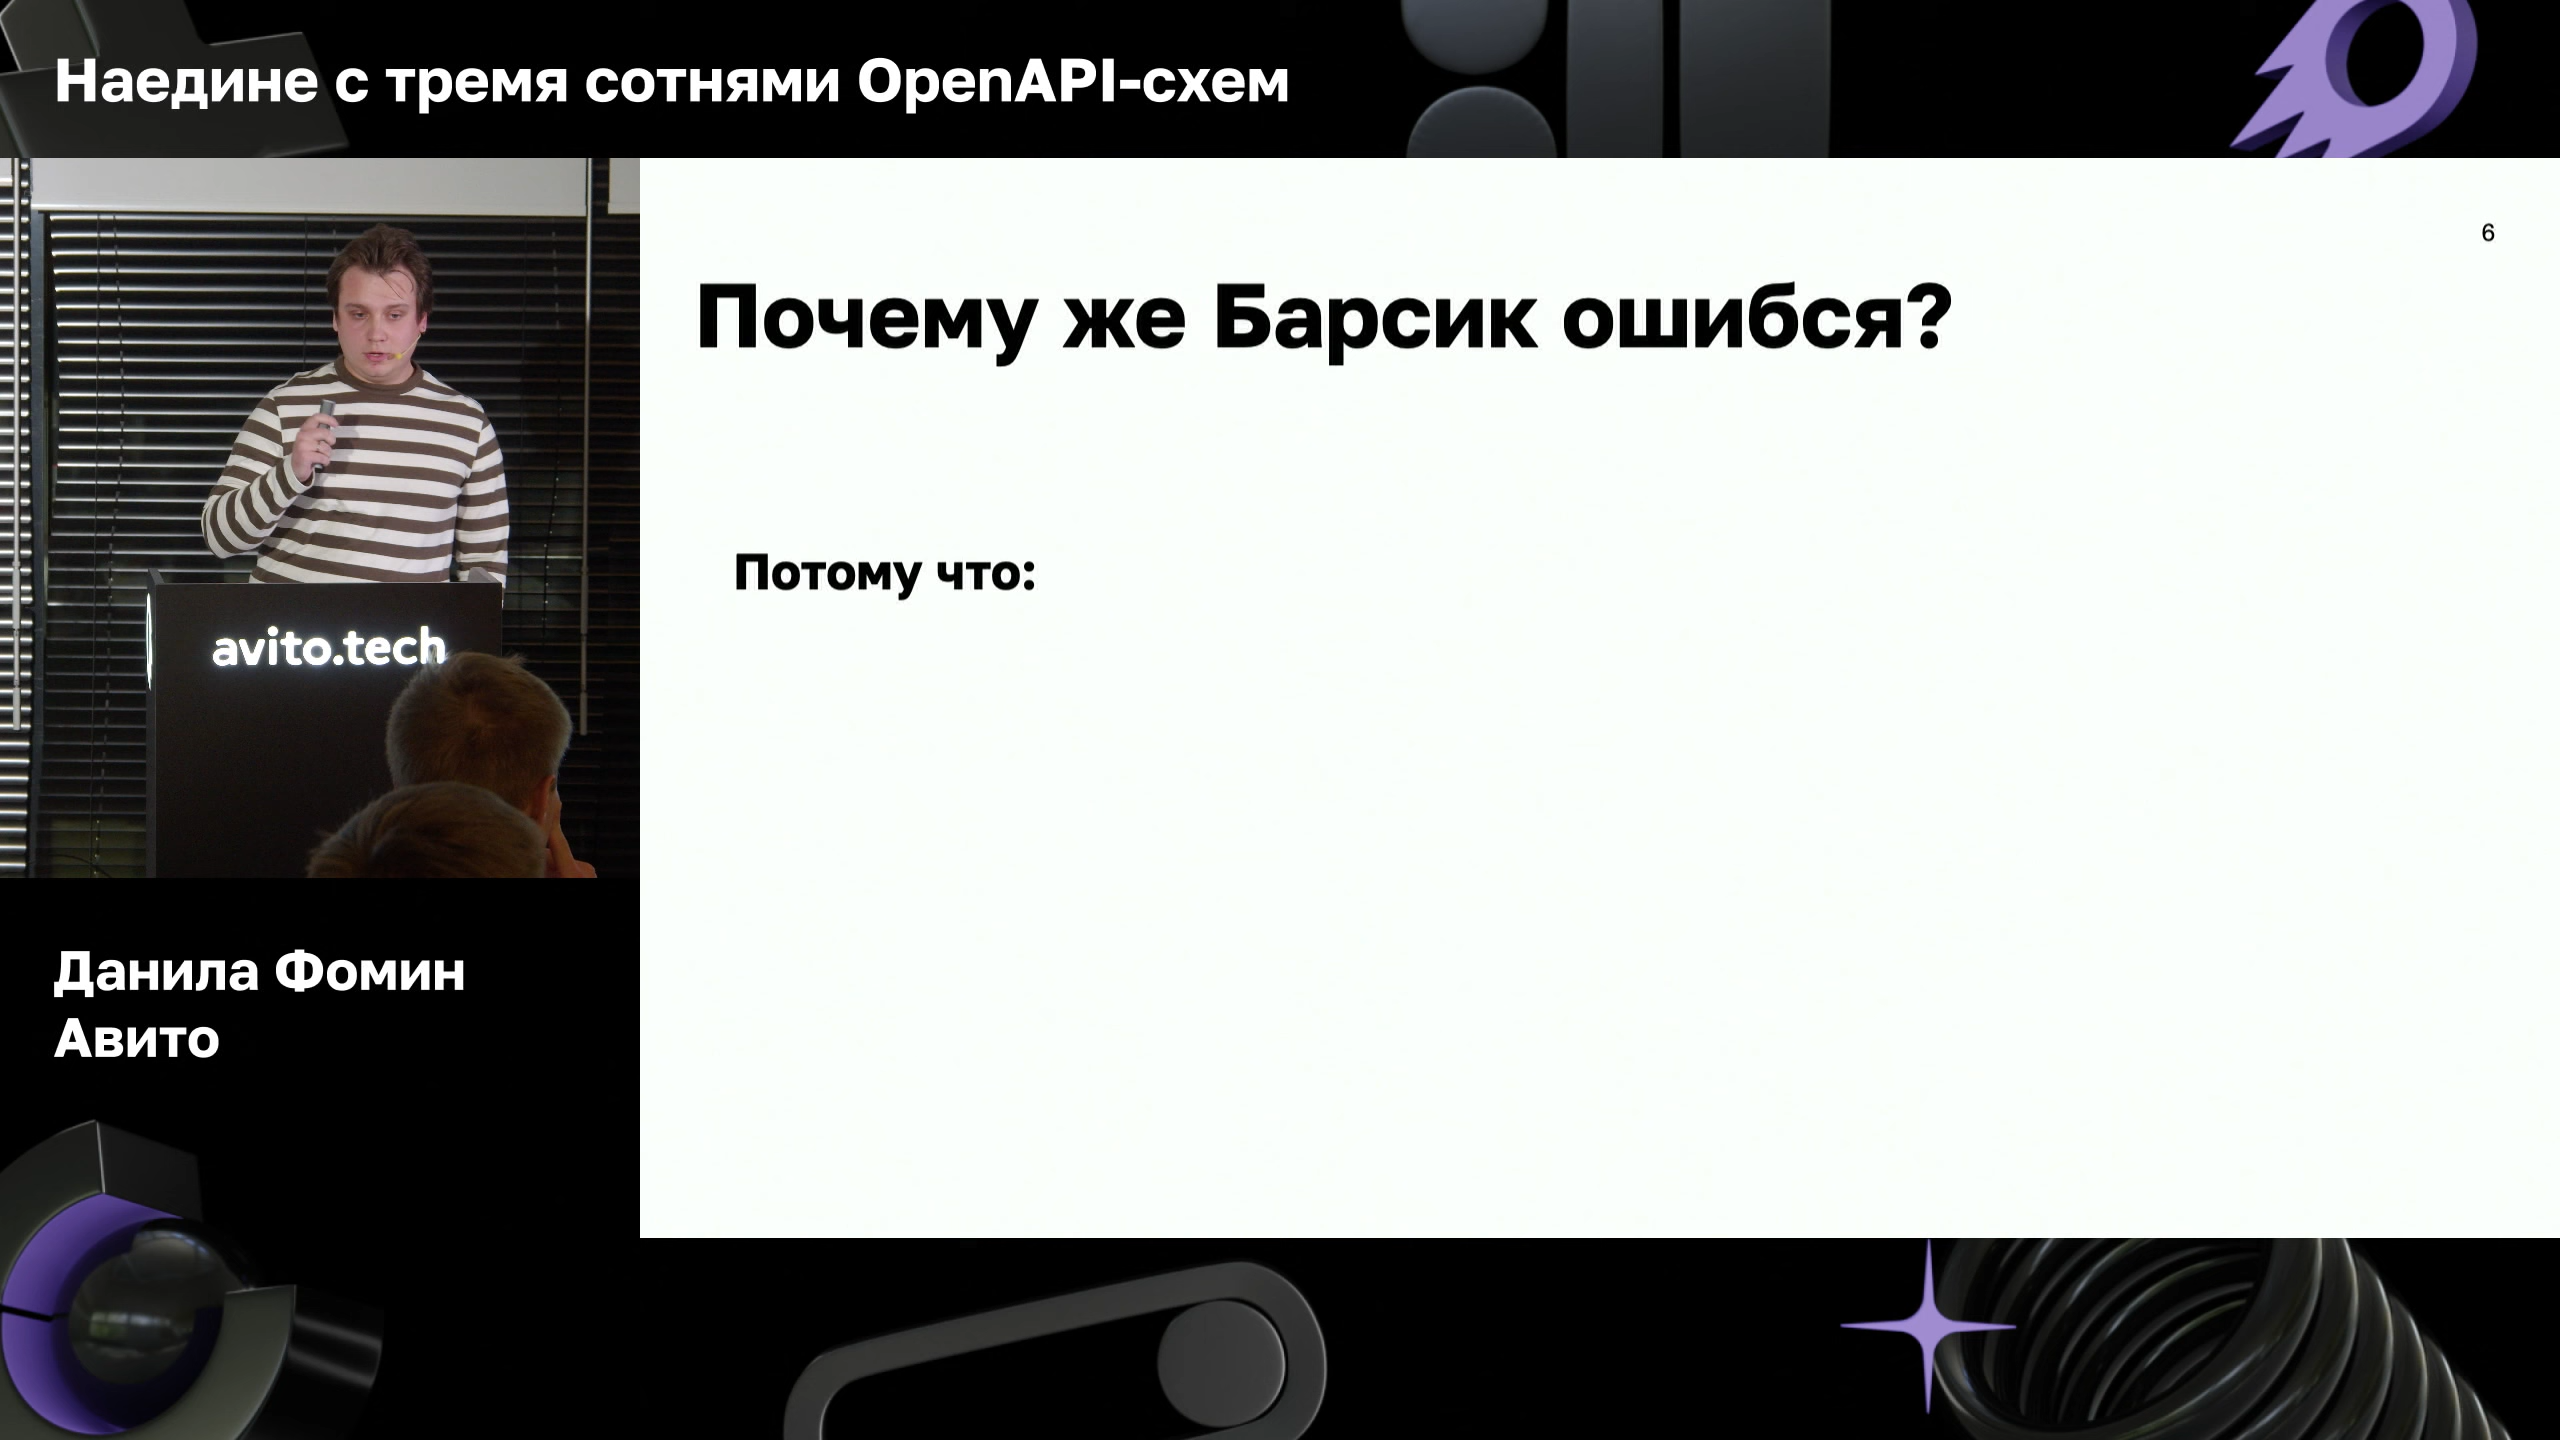 Наедине с тремя сотнями OpenAPI-схем
6
Почему же Барсик ошибся?
Потому что:
avito.tech
Данила Фомин
Авито